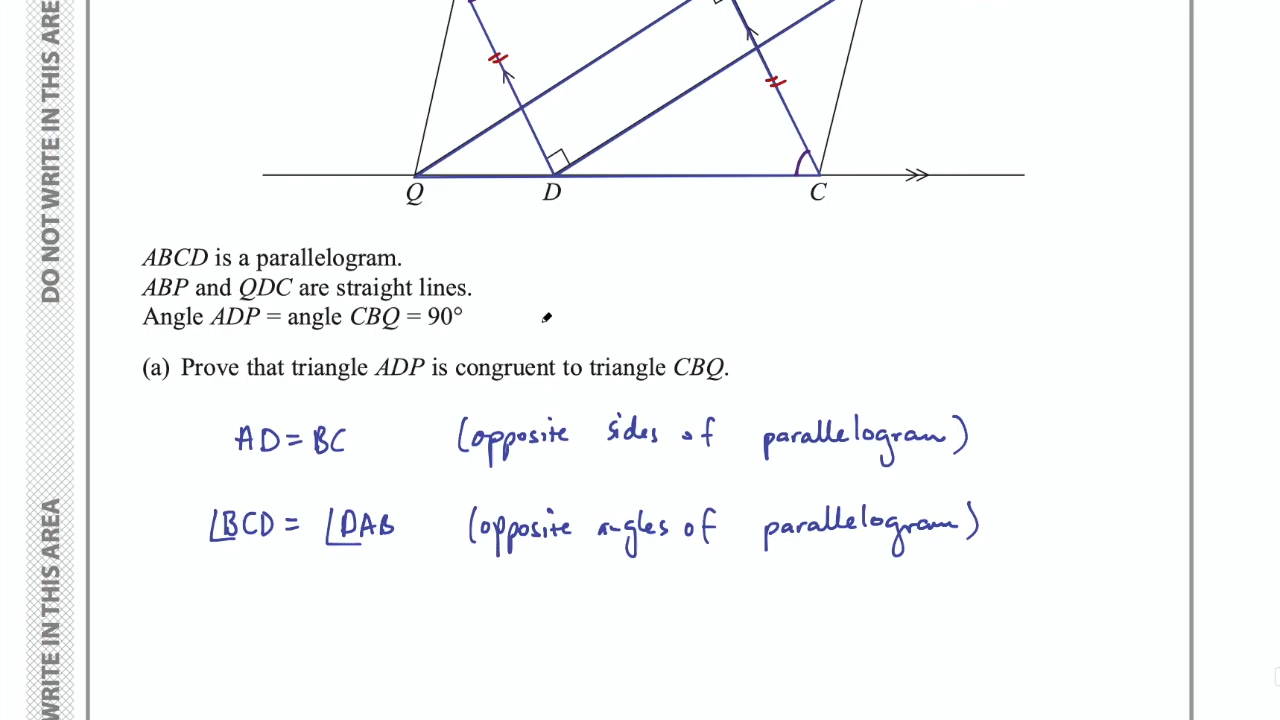 DO NOT WRITE IN THIS ARE
Q D C
ABCD is a parallelogram.
ABP and QDC are straight lines.
Angle ADP = angle CBQ = 90°
(a) Prove that triangle ADP is congruent to triangle CBQ.
AD = BC (opposite sides of parallelogram)
∠BCD = ∠DAB (opposite angles of parallelogram)
WRITE IN THIS AREA